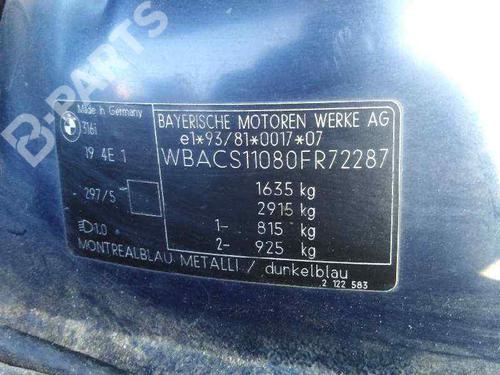 B-PARTS
Made in Germany
316i
19 4E 1
297/5
1.0
BAYERISCHE MOTOREN WERKE AG
e1*93/81*0017*07
WBACS11080FR72287
1635 kg
2915 kg
1- 815 kg
2- 925 kg
MONTREALBLAU METALLI / dunkelblau
2 122 583